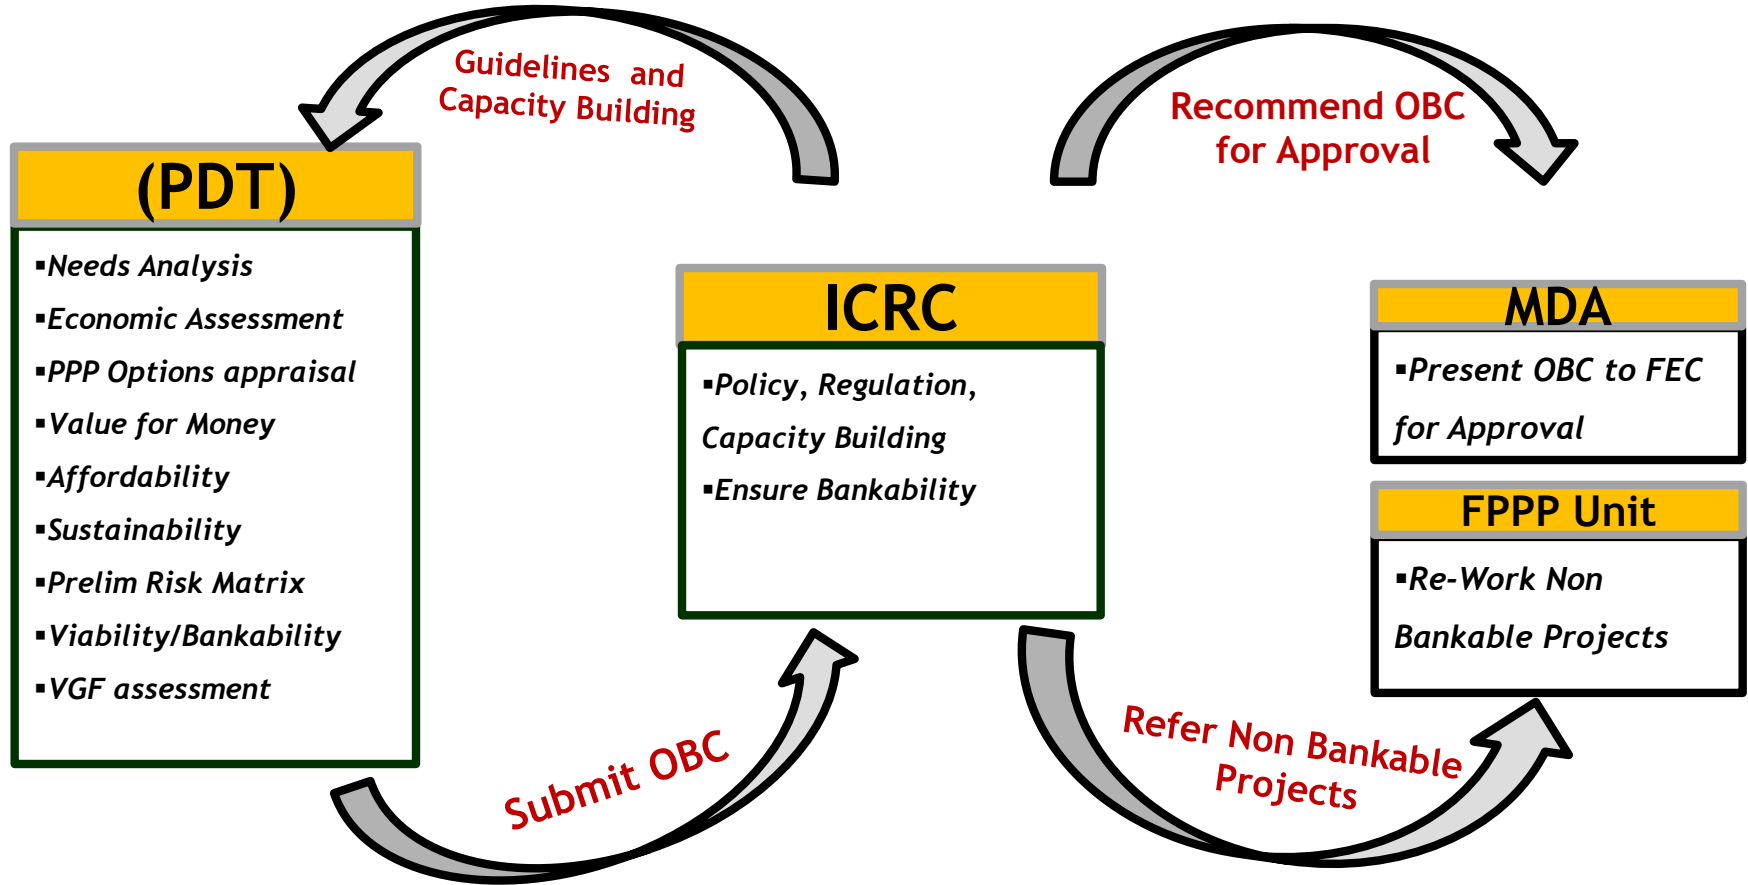 Guidelines and
Capacity Building
Recommend OBC
for Approval
(PDT)
▪Needs Analysis
▪Economic Assessment
▪PPP Options appraisal
▪Value for Money
▪Affordability
▪Sustainability
▪Prelim Risk Matrix
▪Viability/Bankability
▪VGF assessment
ICRC
▪Policy, Regulation,
Capacity Building
▪Ensure Bankability
MDA
▪Present OBC to FEC
for Approval
FPPP Unit
▪Re-Work Non
Bankable Projects
Submit OBC
Refer Non Bankable
Projects